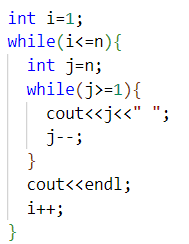 int i=1;
while(i<=n){
  int j=n;
  while(j>=1){
    cout<<j<<" ";
    j--;
  }
  cout<<endl;
  i++;
}